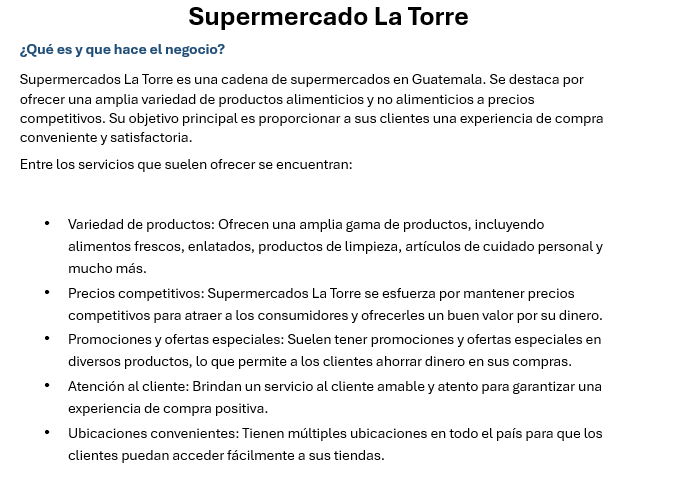 Supermercado La Torre
¿Qué es y que hace el negocio?
Supermercados La Torre es una cadena de supermercados en Guatemala. Se destaca por
ofrecer una amplia variedad de productos alimenticios y no alimenticios a precios
competitivos. Su objetivo principal es proporcionar a sus clientes una experiencia de compra
conveniente y satisfactoria.
Entre los servicios que suelen ofrecer se encuentran:
• Variedad de productos: Ofrecen una amplia gama de productos, incluyendo
alimentos frescos, enlatados, productos de limpieza, artículos de cuidado personal y
mucho más.
• Precios competitivos: Supermercados La Torre se esfuerza por mantener precios
competitivos para atraer a los consumidores y ofrecerles un buen valor por su dinero.
• Promociones y ofertas especiales: Suelen tener promociones y ofertas especiales en
diversos productos, lo que permite a los clientes ahorrar dinero en sus compras.
• Atención al cliente: Brindan un servicio al cliente amable y atento para garantizar una
experiencia de compra positiva.
• Ubicaciones convenientes: Tienen múltiples ubicaciones en todo el país para que los
clientes puedan acceder fácilmente a sus tiendas.